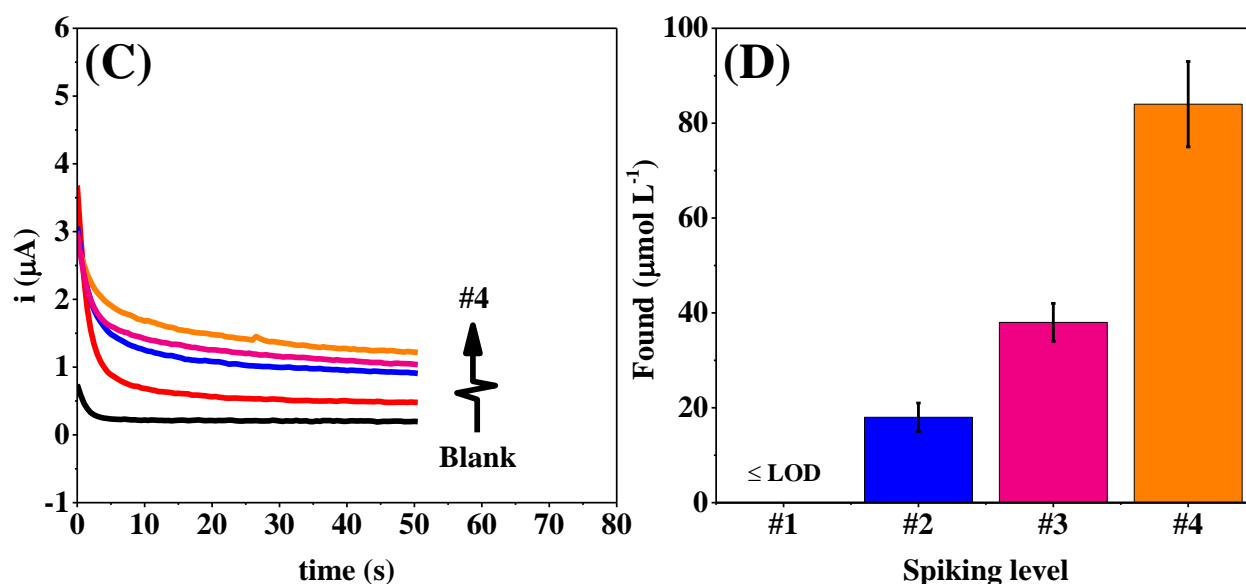 (C)
6
5
4
3
2
1
0
-1
i (μA)
0 10 20 30 40 50 60 70 80
time (s)
#4
Blank
(D)
100
80
60
40
20
0
Found (μmol L⁻¹)
≤ LOD
#1 #2 #3 #4
Spiking level